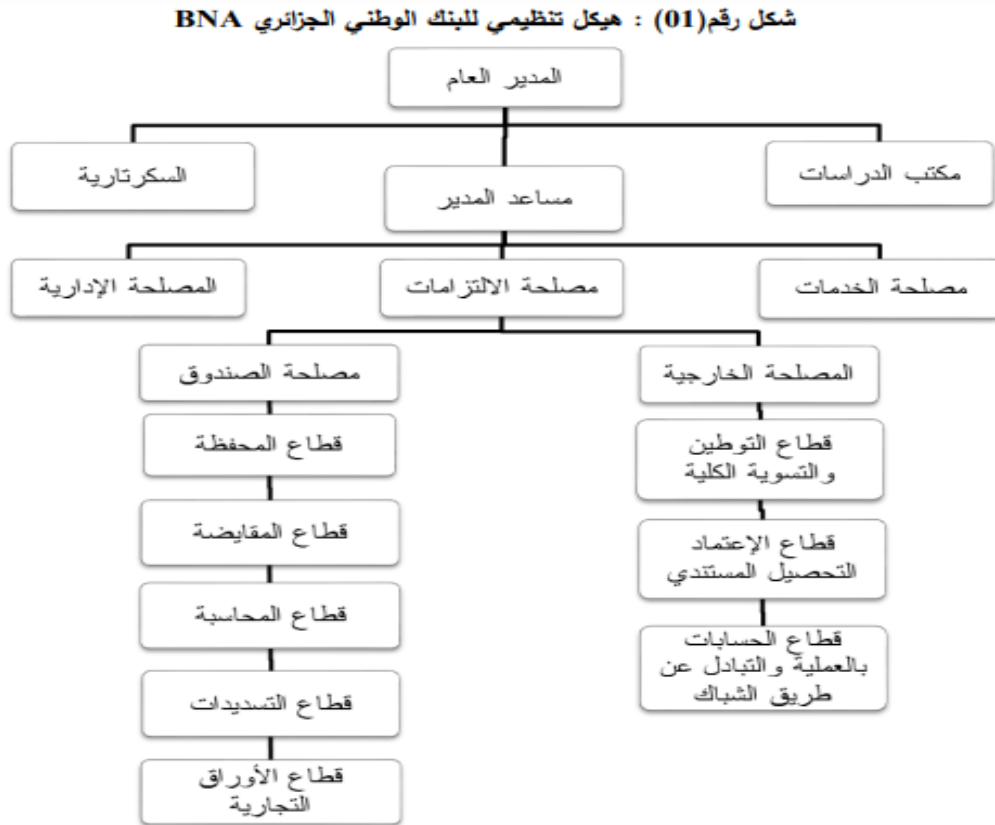 شكل رقم(01) : هيكل تنظيمي للبنك الوطني الجزائري BNA
المدير العام
مكتب الدراسات
مساعد المدير
السكرتارية
مصلحة الخدمات
مصلحة الالتزامات
المصلحة الإدارية
المصلحة الخارجية
قطاع التوطين
والتسوية الكلية
قطاع الإعتماد
التحصيل المستندي
قطاع الحسابات
بالعملية والتبادل عن
طريق الشباك
مصلحة الصندوق
قطاع المحفظة
قطاع المقايضة
قطاع المحاسبة
قطاع التسديدات
قطاع الأوراق
التجارية